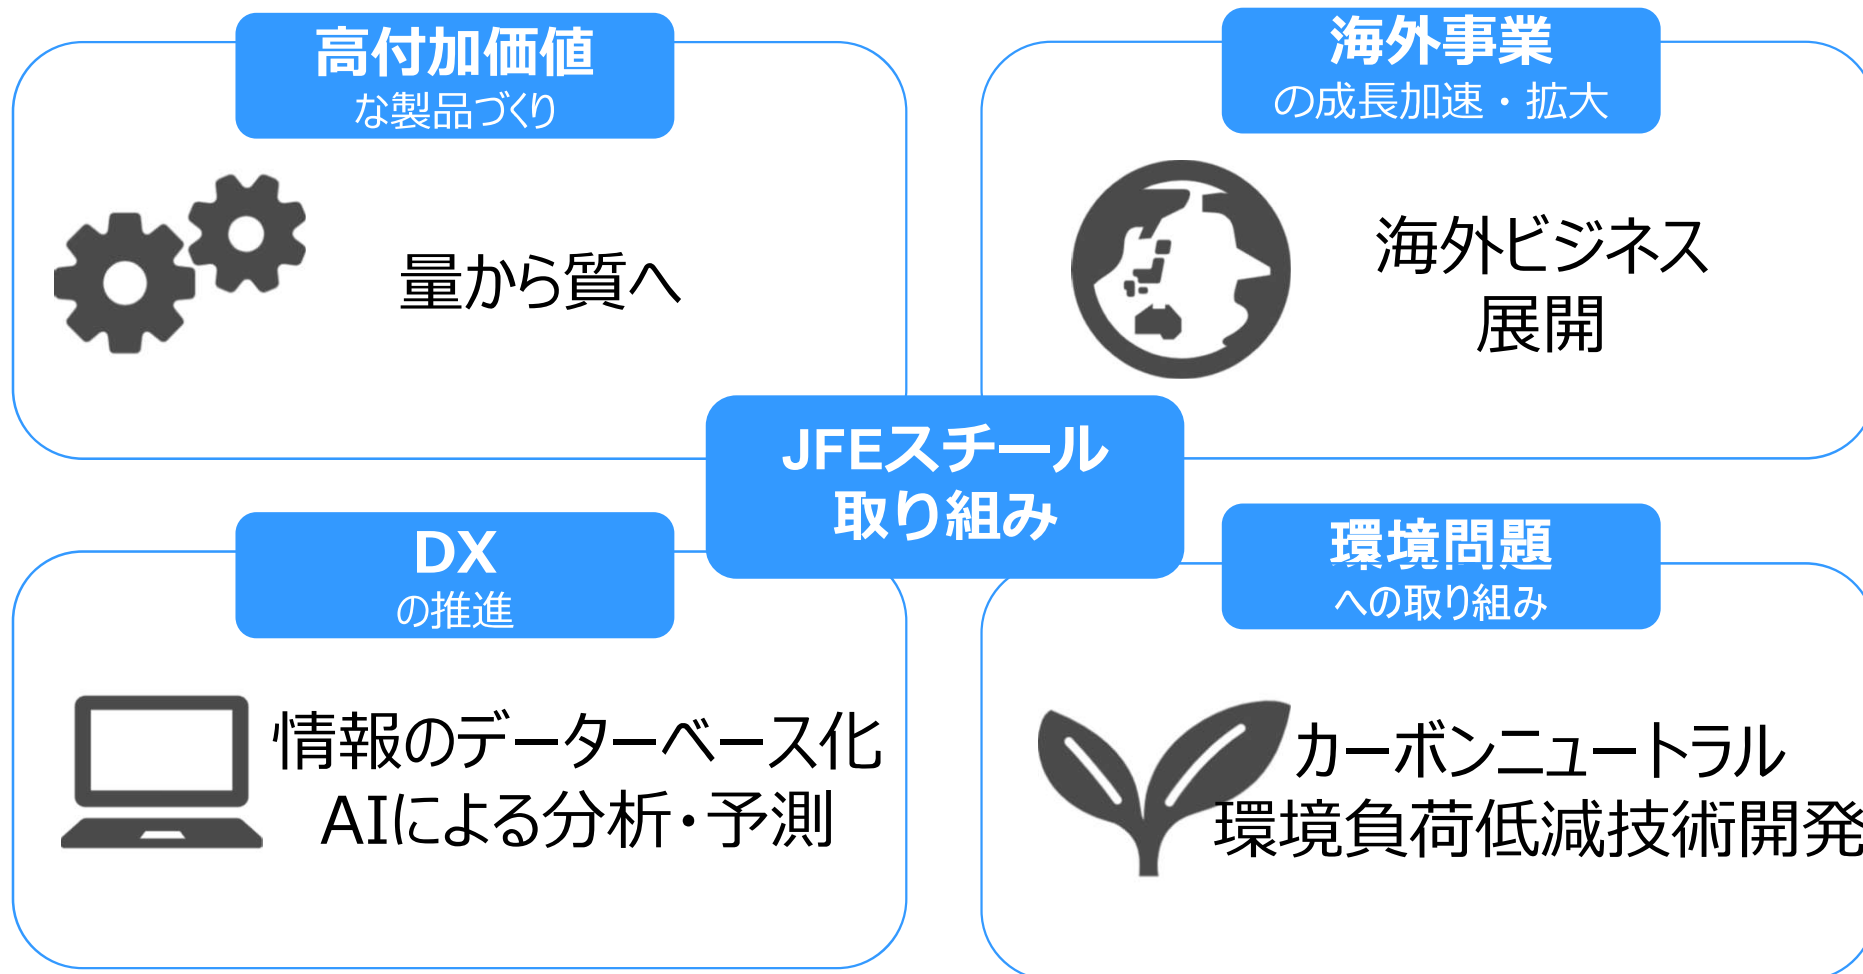 高付加価値
な製品づくり
量から質へ
海外事業
の成長加速・拡大
海外ビジネス
展開
JFEスチール
取り組み
DX
の推進
情報のデーターベース化
AIによる分析・予測
環境問題
への取り組み
カーボンニュートラル
環境負荷低減技術開発